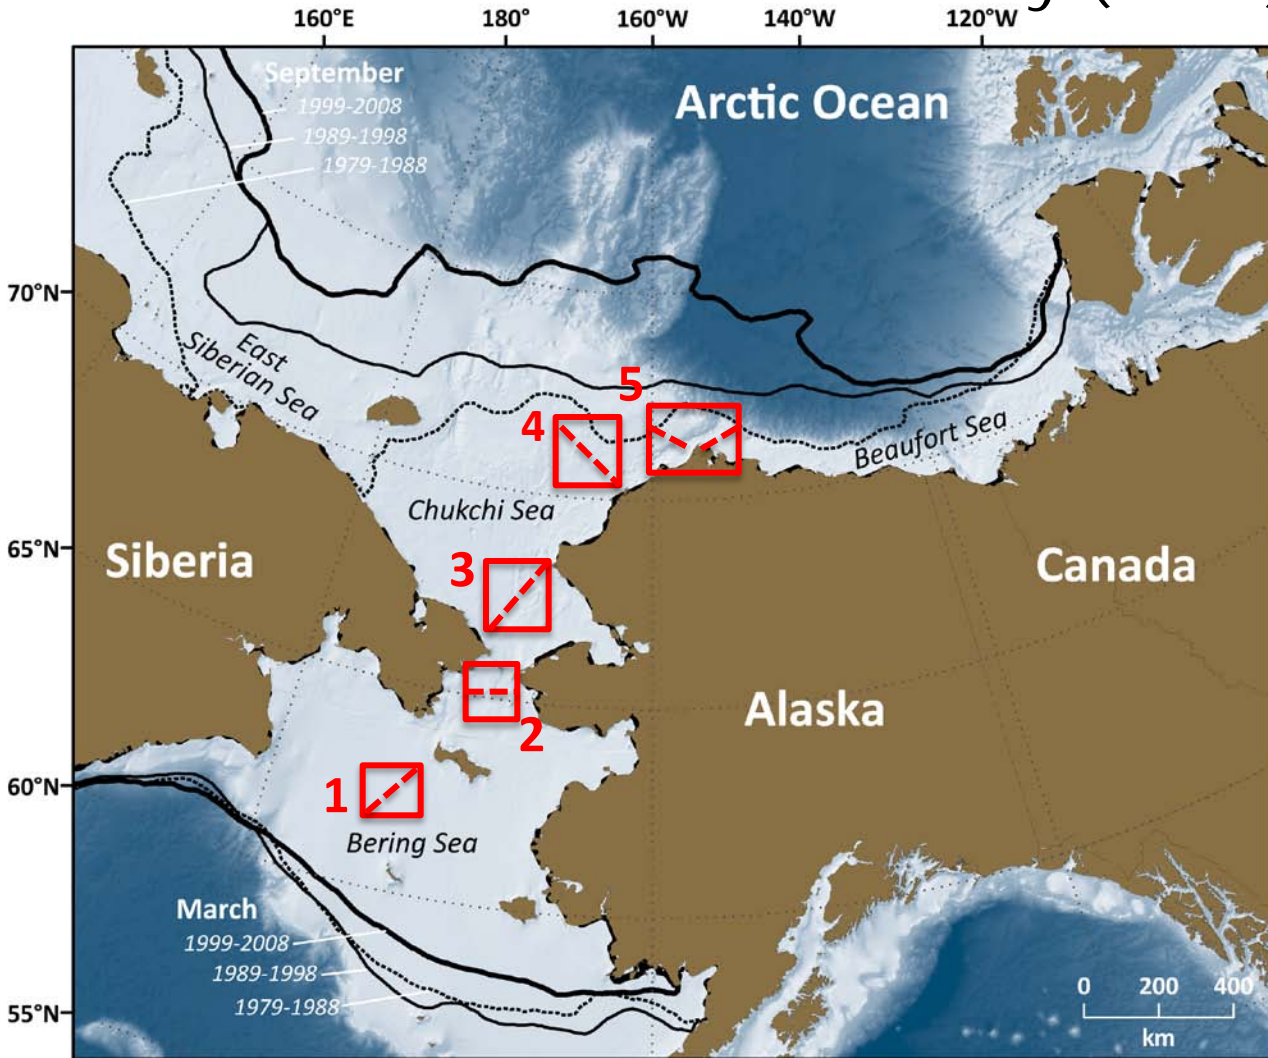 160°E 180° 160°W 140°W 120°W
September
1999-2008
1989-1998
1979-1988
Arctic Ocean
70°N
East
Siberian Sea
5
4
Beaufort Sea
Chukchi Sea
65°N
Siberia
3
Canada
Alaska
2
60°N
1
Bering Sea
March
1999-2008
1989-1998
1979-1988
0 200 400
km
55°N